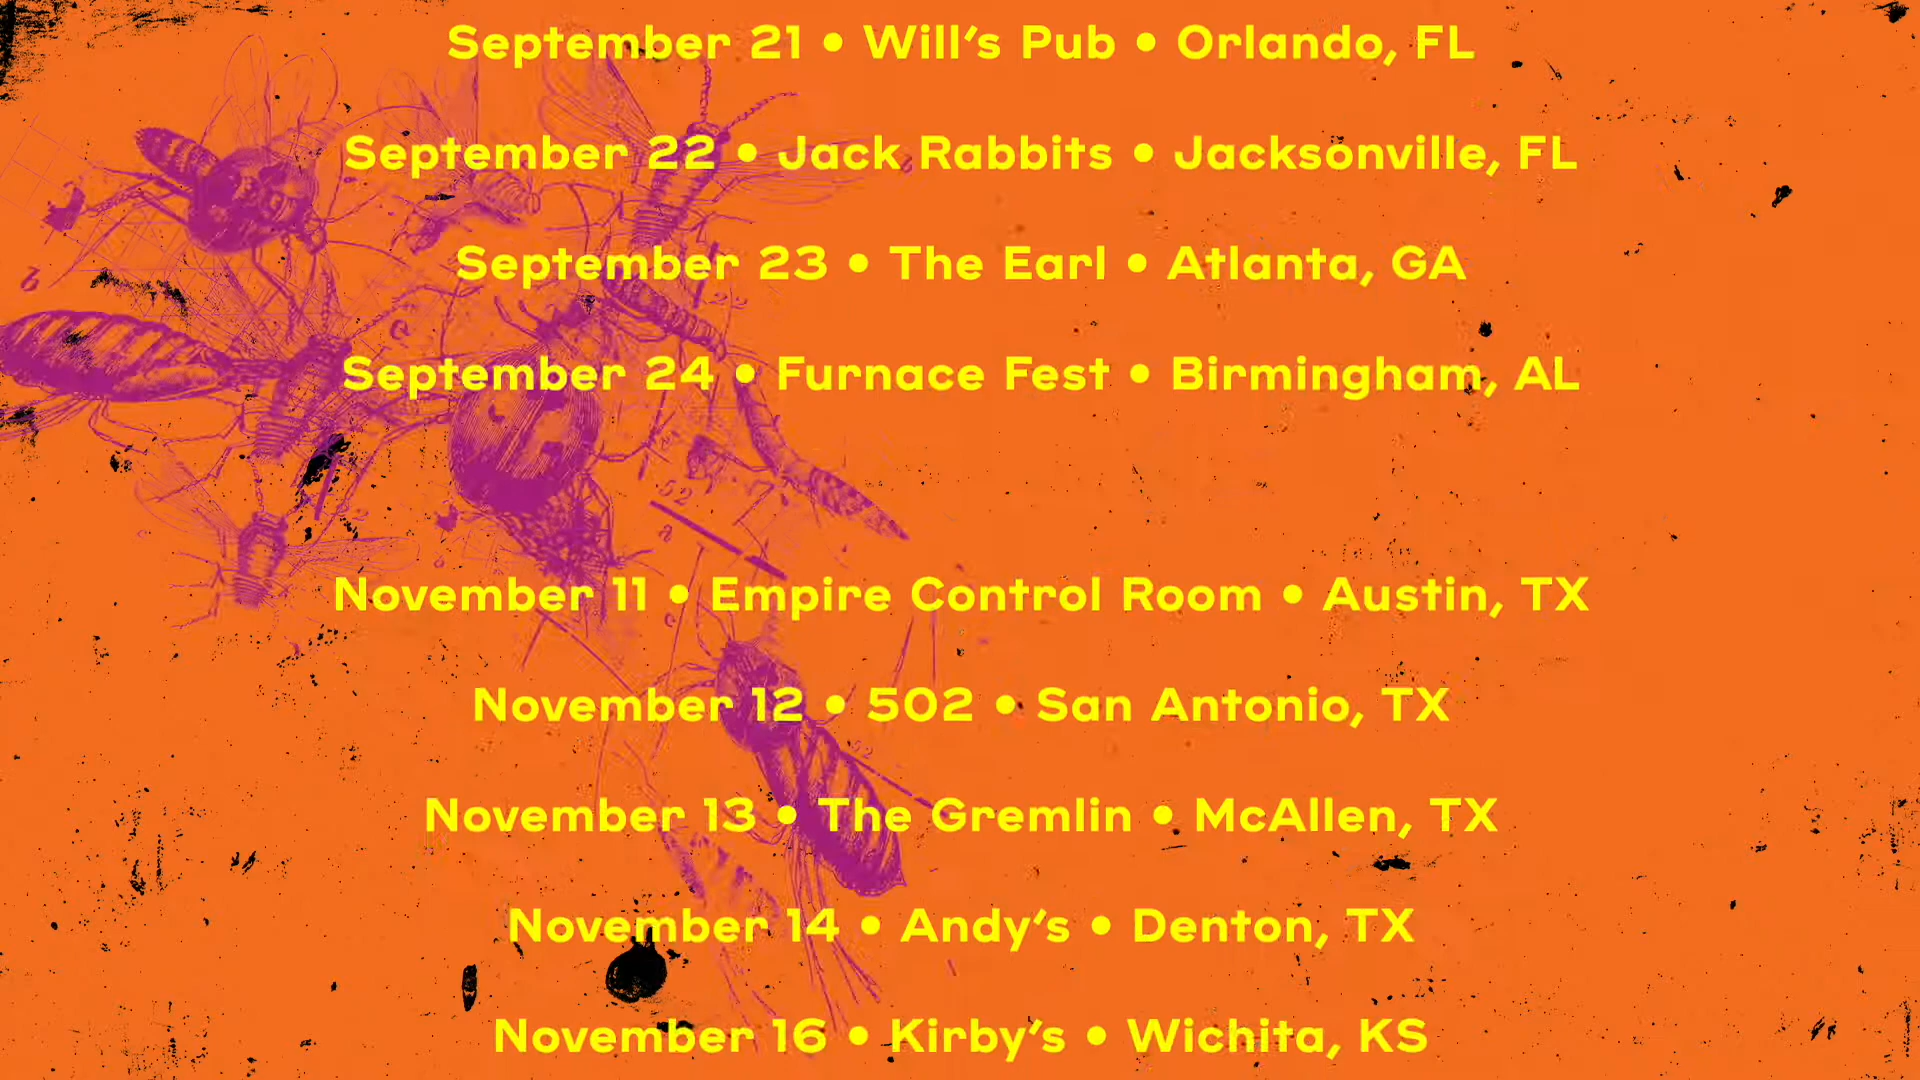 September 21 • Will's Pub • Orlando, FL
September 22 • Jack Rabbits • Jacksonville, FL
September 23 • The Earl • Atlanta, GA
September 24 • Furnace Fest • Birmingham, AL
November 11 • Empire Control Room • Austin, TX
November 12 • 502 • San Antonio, TX
November 13 • The Gremlin • McAllen, TX
November 14 • Andy's • Denton, TX
November 16 • Kirby's • Wichita, KS